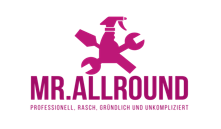 MR.ALLROUND
PROFESSIONELL, RASCH, GRÜNDLICH UND UNKOMPLIZIERT